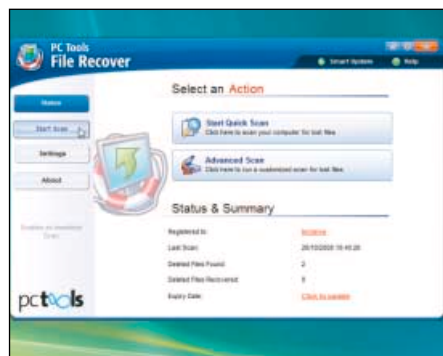 PC Tools
File Recover
Smart Update
Help
Select an Action
Status
Start Scan
Settings
About
Start Quick Scan
Click here to scan your computer for lost files.
Advanced Scan
Click here to run a customized scan for lost files.
Status & Summary
Registered to:
Last Scan:
Deleted Files Found: 2
Deleted Files Recovered:
Expiry Date: Click to update
pctools